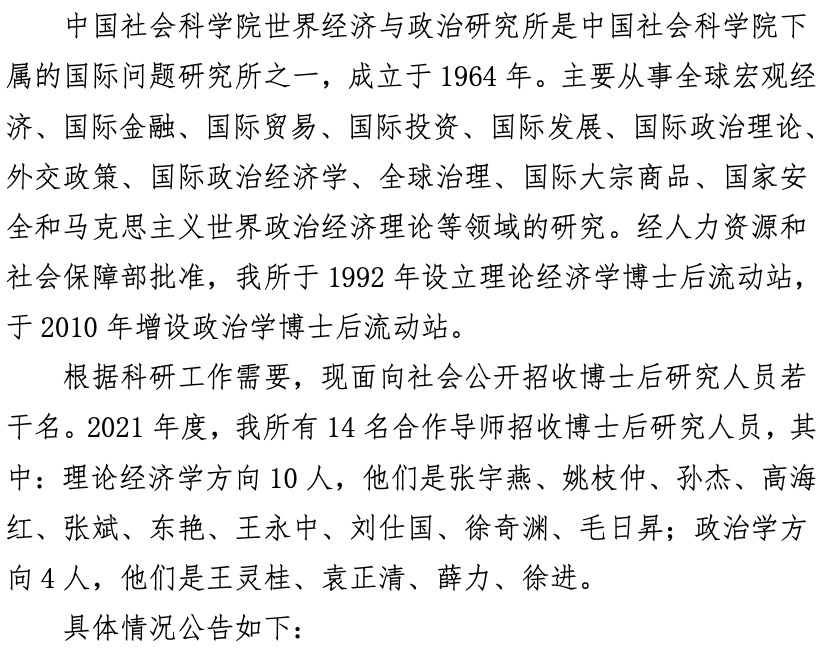 中国社会科学院世界经济与政治研究所是中国社会科学院下
属的国际问题研究所之一，成立于 1964 年。主要从事全球宏观经
济、国际金融、国际贸易、国际投资、国际发展、国际政治理论、
外交政策、国际政治经济学、全球治理、国际大宗商品、国家安
全和马克思主义世界政治经济理论等领域的研究。经人力资源和
社会保障部批准，我所于 1992 年设立理论经济学博士后流动站，
于 2010 年增设政治学博士后流动站。
根据科研工作需要，现面向社会公开招收博士后研究人员若
干名。2021 年度，我所有 14 名合作导师招收博士后研究人员，其
中：理论经济学方向 10 人，他们是张宇燕、姚枝仲、孙杰、高海
红、张斌、东艳、王永中、刘仕国、徐奇渊、毛日昇；政治学方
向 4 人，他们是王灵桂、袁正清、薛力、徐进。
具体情况公告如下：